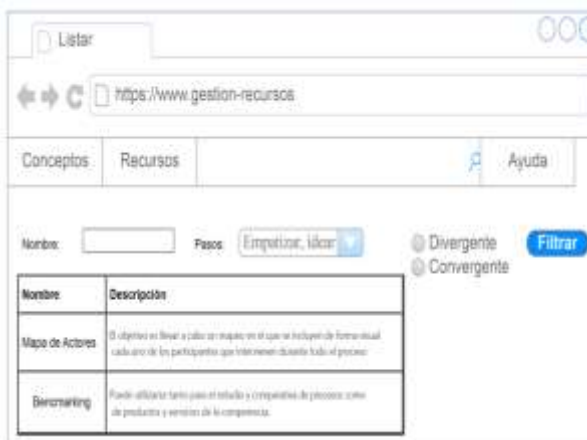 Listar
https://www.gestion-recursos
Conceptos Recursos Ayuda
Nombre: Pasos: Empatizar, idear Divergente Filtrar
Convergente
Nombre Descripción
Mapa de Actores El objetivo es llevar a cabo un mapeo en el que se incluyen de forma visual
cada uno de los participantes que intervienen durante todo el proceso
Bencmarking Puede utilizarse tanto para el estudio y comparativa de procesos como
de productos y servicios de la competencia.